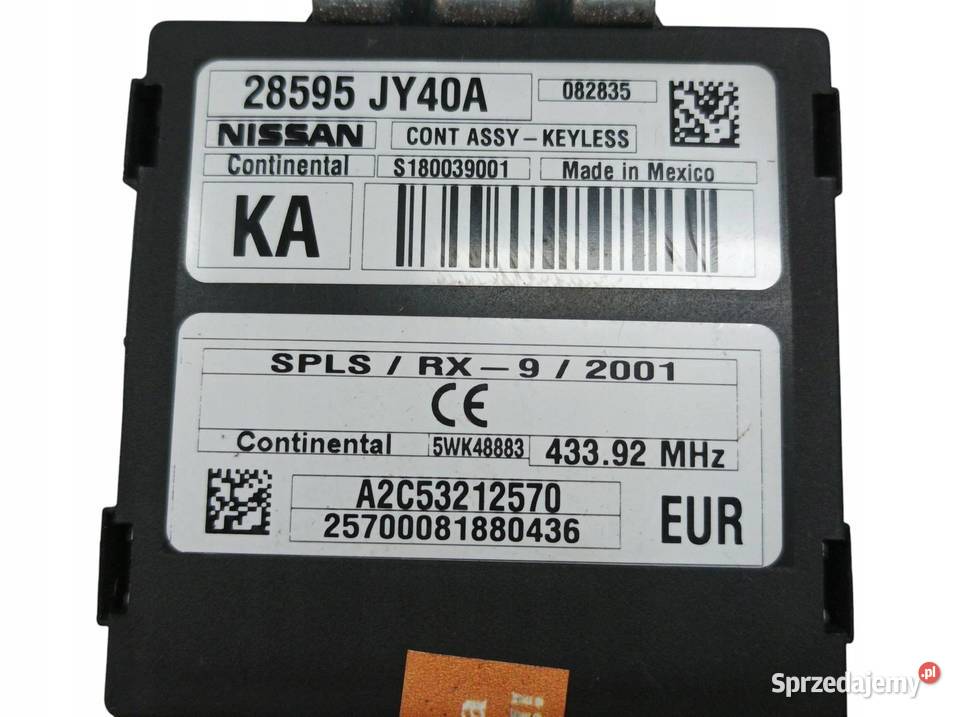 28595 JY40A
082835
NISSAN
CONT ASSY-KEYLESS
Continental
S180039001
Made in Mexico
KA
SPLS / RX-9 / 2001
CE
Continental
5WK48883
433.92 MHz
A2C53212570
25700081880436
EUR
Sprzedajemy.pl